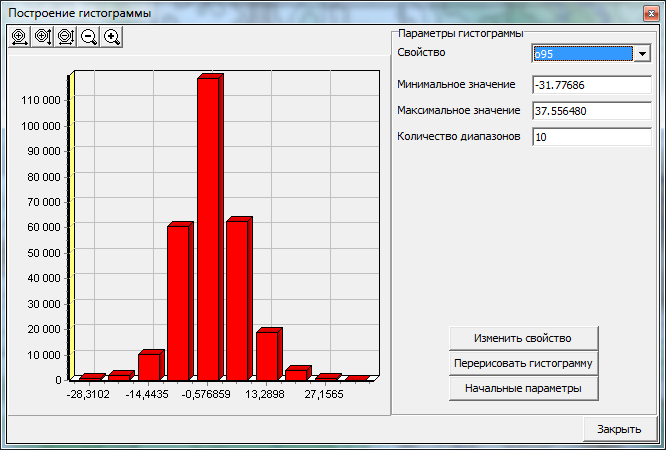 Построение гистограммы
Параметры гистограммы
Свойство
o95
Минимальное значение
-31.77686
Максимальное значение
37.556480
Количество диапазонов
10
110 000
100 000
90 000
80 000
70 000
60 000
50 000
40 000
30 000
20 000
10 000
0
-28,3102
-14,4435
-0,576859
13,2898
27,1565
Изменить свойство
Перерисовать гистограмму
Начальные параметры
Закрыть